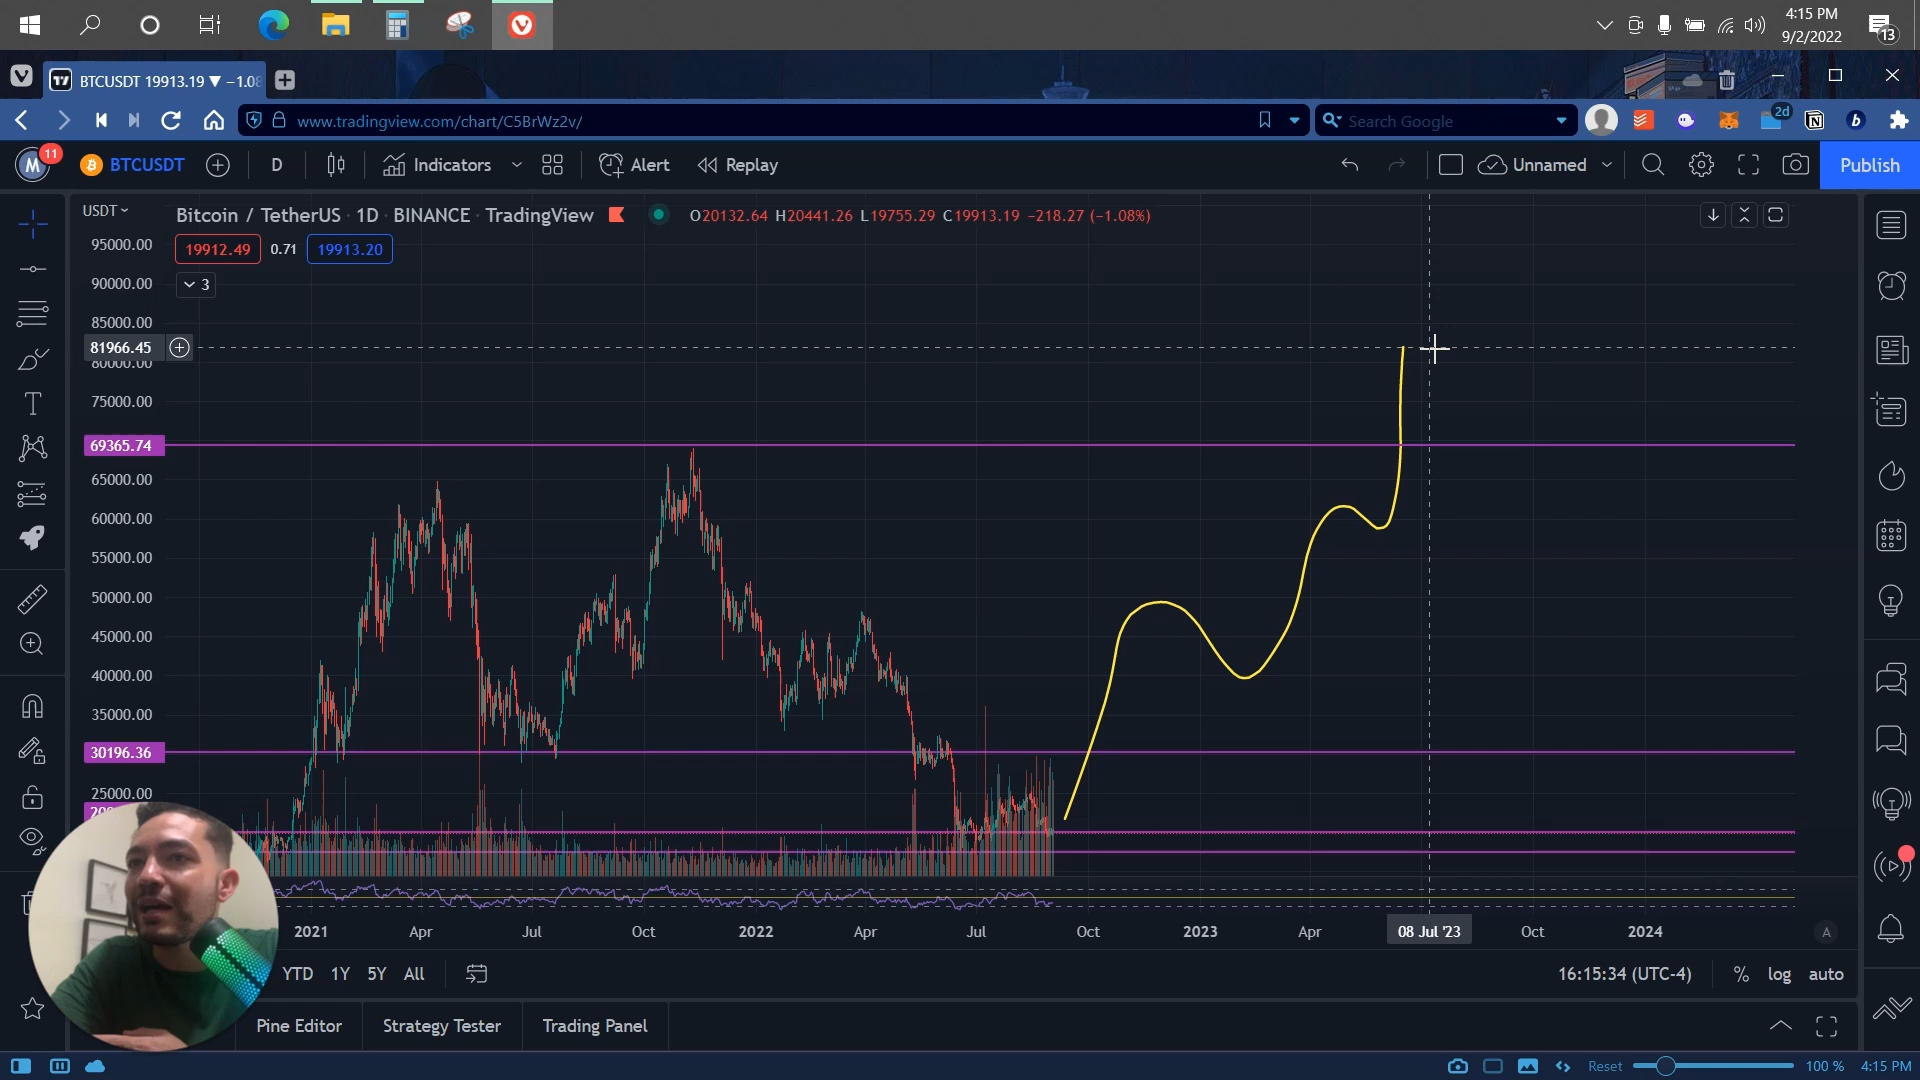 4:15 PM
9/2/2022
13
BTCUSDT 19913.19 ▼ −1.08
www.tradingview.com/chart/C5BrWz2v/
Search Google
2d
M
11
BTCUSDT
D
Indicators
Alert
Replay
Unnamed
Publish
USDT
Bitcoin / TetherUS · 1D · BINANCE · TradingView
O20132.64 H20441.26 L19755.29 C19913.19 −218.27 (−1.08%)
19912.49 0.71 19913.20
3
95000.00
90000.00
85000.00
81966.45
80000.00
75000.00
69365.74
65000.00
60000.00
55000.00
50000.00
45000.00
40000.00
35000.00
30196.36
25000.00
2021 Apr Jul Oct 2022 Apr Jul Oct 2023 Apr 08 Jul '23 Oct 2024
A
YTD 1Y 5Y All
16:15:34 (UTC-4) % log auto
Pine Editor Strategy Tester Trading Panel
Reset 100 % 4:15 PM